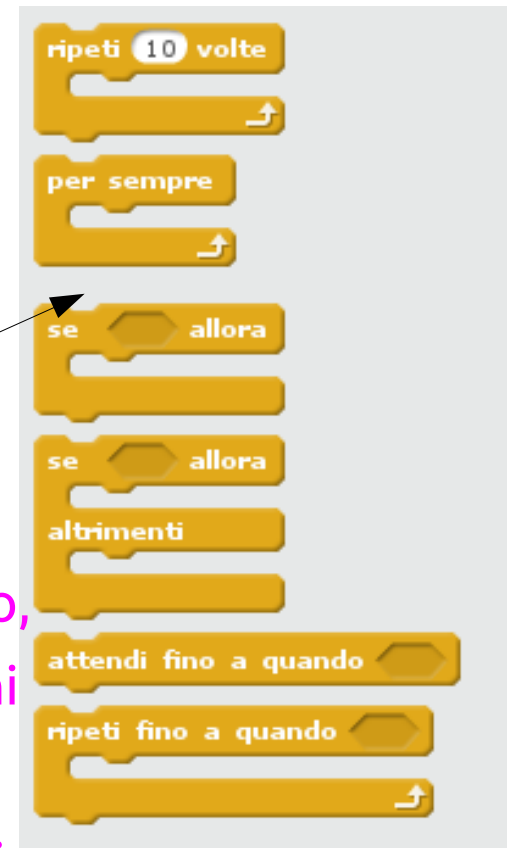 ripeti 10 volte
per sempre
se allora
se allora
altrimenti
attendi fino a quando
ripeti fino a quando